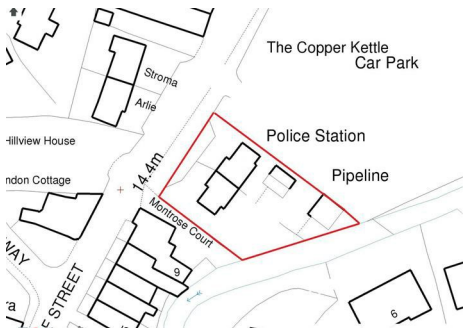 The Copper Kettle
Car Park
Stroma
Arlie
Police Station
Hillview House
14.4m
Pipeline
ndon Cottage
Montrose Court
WAY
9
E STREET
ra
6